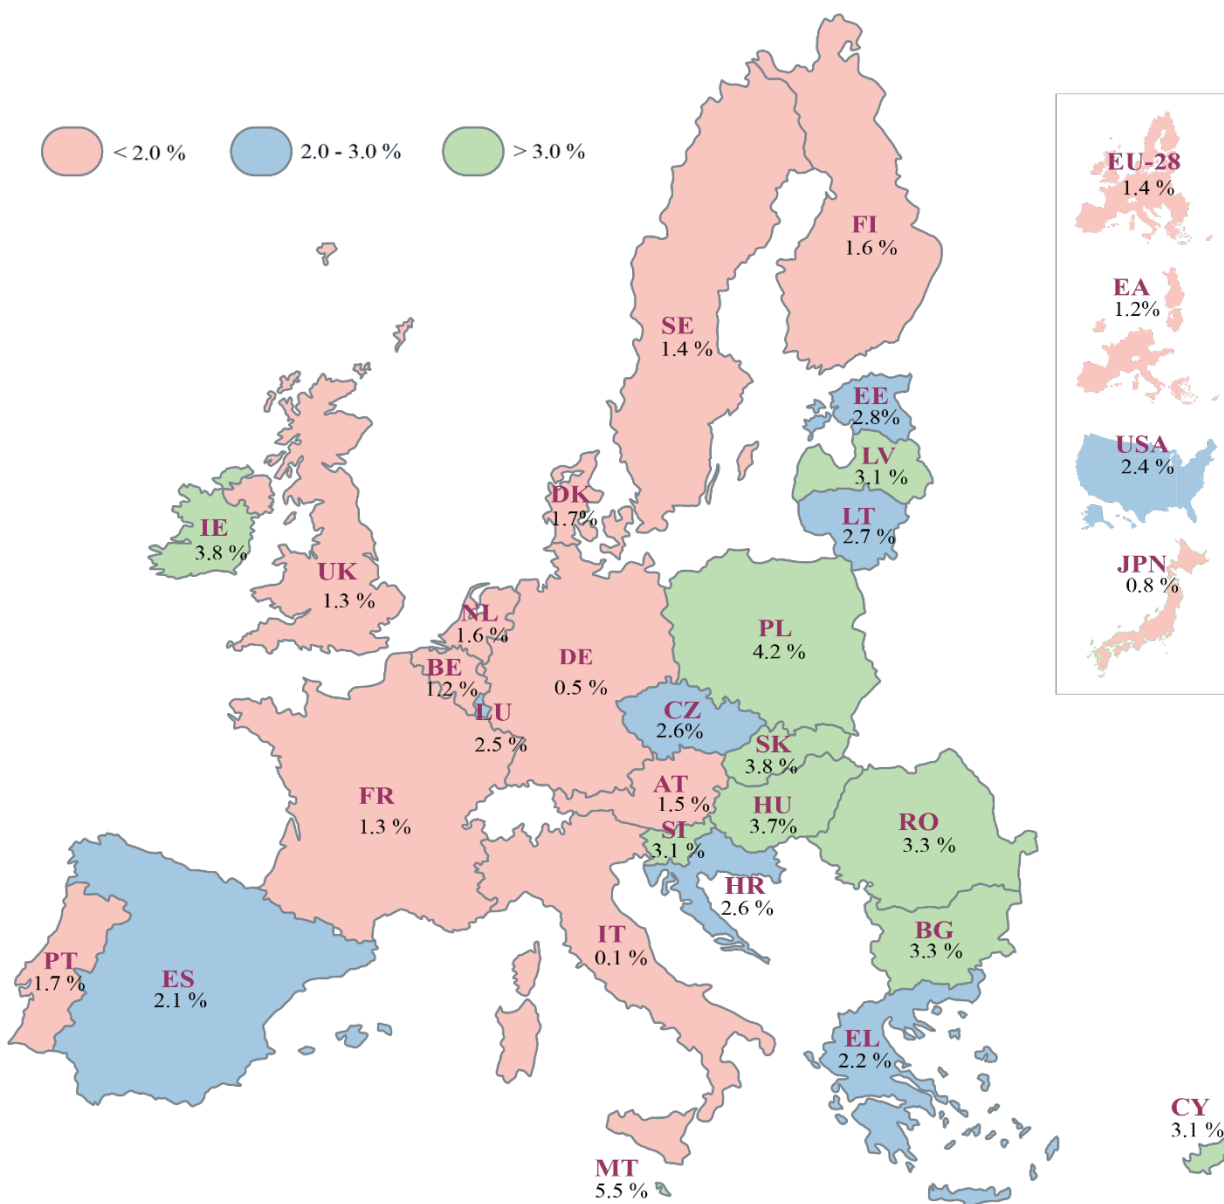 < 2.0 %
2.0 - 3.0 %
> 3.0 %
EU-28
1.4 %
FI
1.6 %
EA
1.2%
SE
1.4 %
EE
2.8%
USA
2.4 %
LV
3.1 %
DK
1.7%
LT
2.7 %
IE
3.8 %
JPN
0.8 %
UK
1.3 %
NL
1.6 %
PL
4.2 %
DE
0.5 %
BE
1.2 %
LU
2.5 %
CZ
2.6%
SK
3.8 %
AT
1.5 %
HU
3.7%
FR
1.3 %
SI
3.1 %
RO
3.3 %
HR
2.6 %
BG
3.3 %
IT
0.1 %
PT
1.7 %
ES
2.1 %
EL
2.2 %
CY
3.1 %
MT
5.5 %